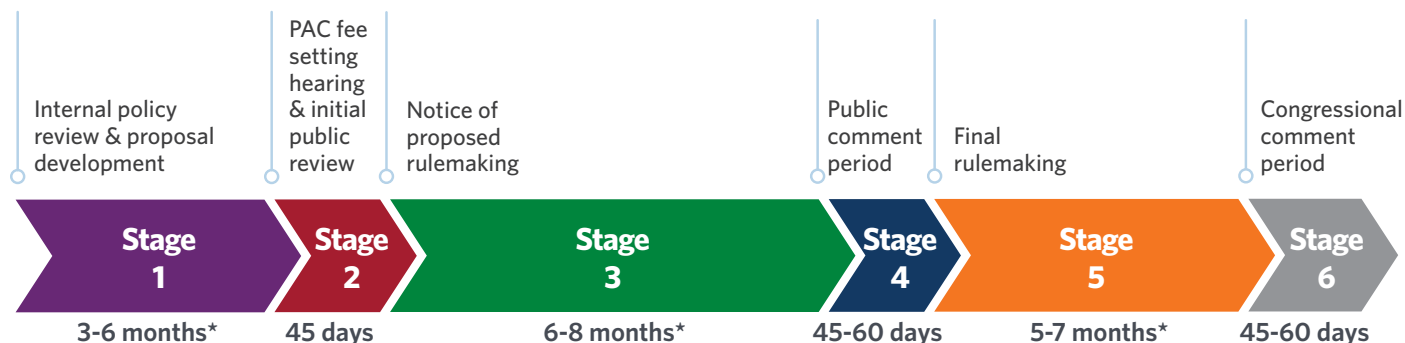 Internal policy
review & proposal
development
PAC fee
setting
hearing
& initial
public
review
Notice of
proposed
rulemaking
Public
comment
period
Final
rulemaking
Congressional
comment
period
Stage
1
Stage
2
Stage
3
Stage
4
Stage
5
Stage
6
3-6 months*
45 days
6-8 months*
45-60 days
5-7 months*
45-60 days